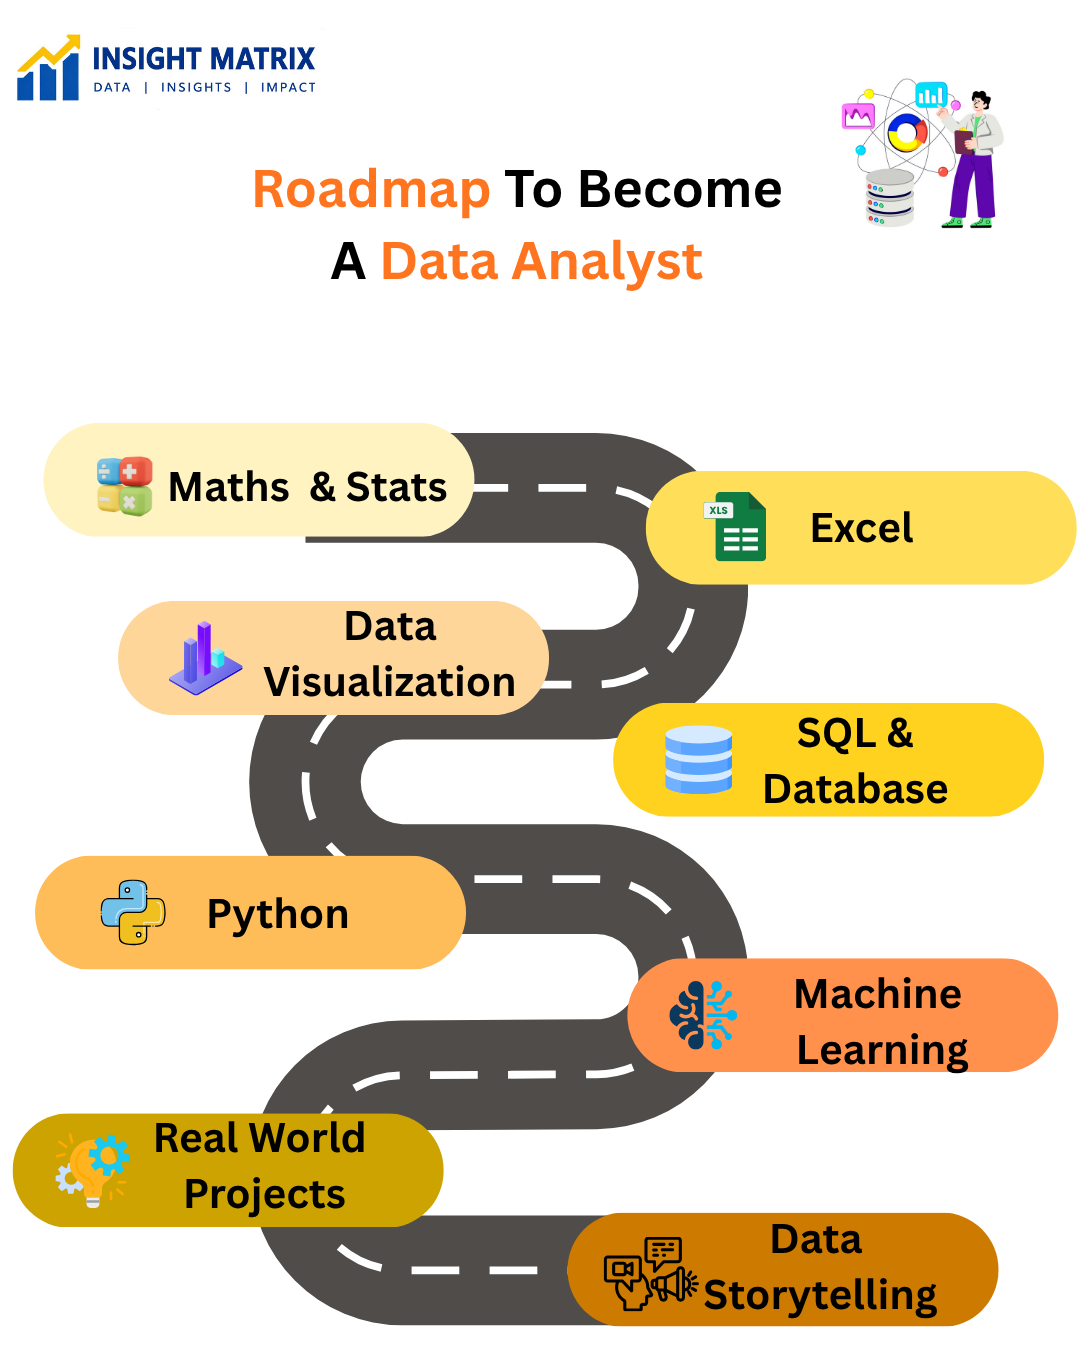 INSIGHT MATRIX
DATA | INSIGHTS | IMPACT
Roadmap To Become
A Data Analyst
Maths & Stats
XLS
Excel
Data
Visualization
SQL &
Database
Python
Machine
Learning
Real World
Projects
Data
Storytelling